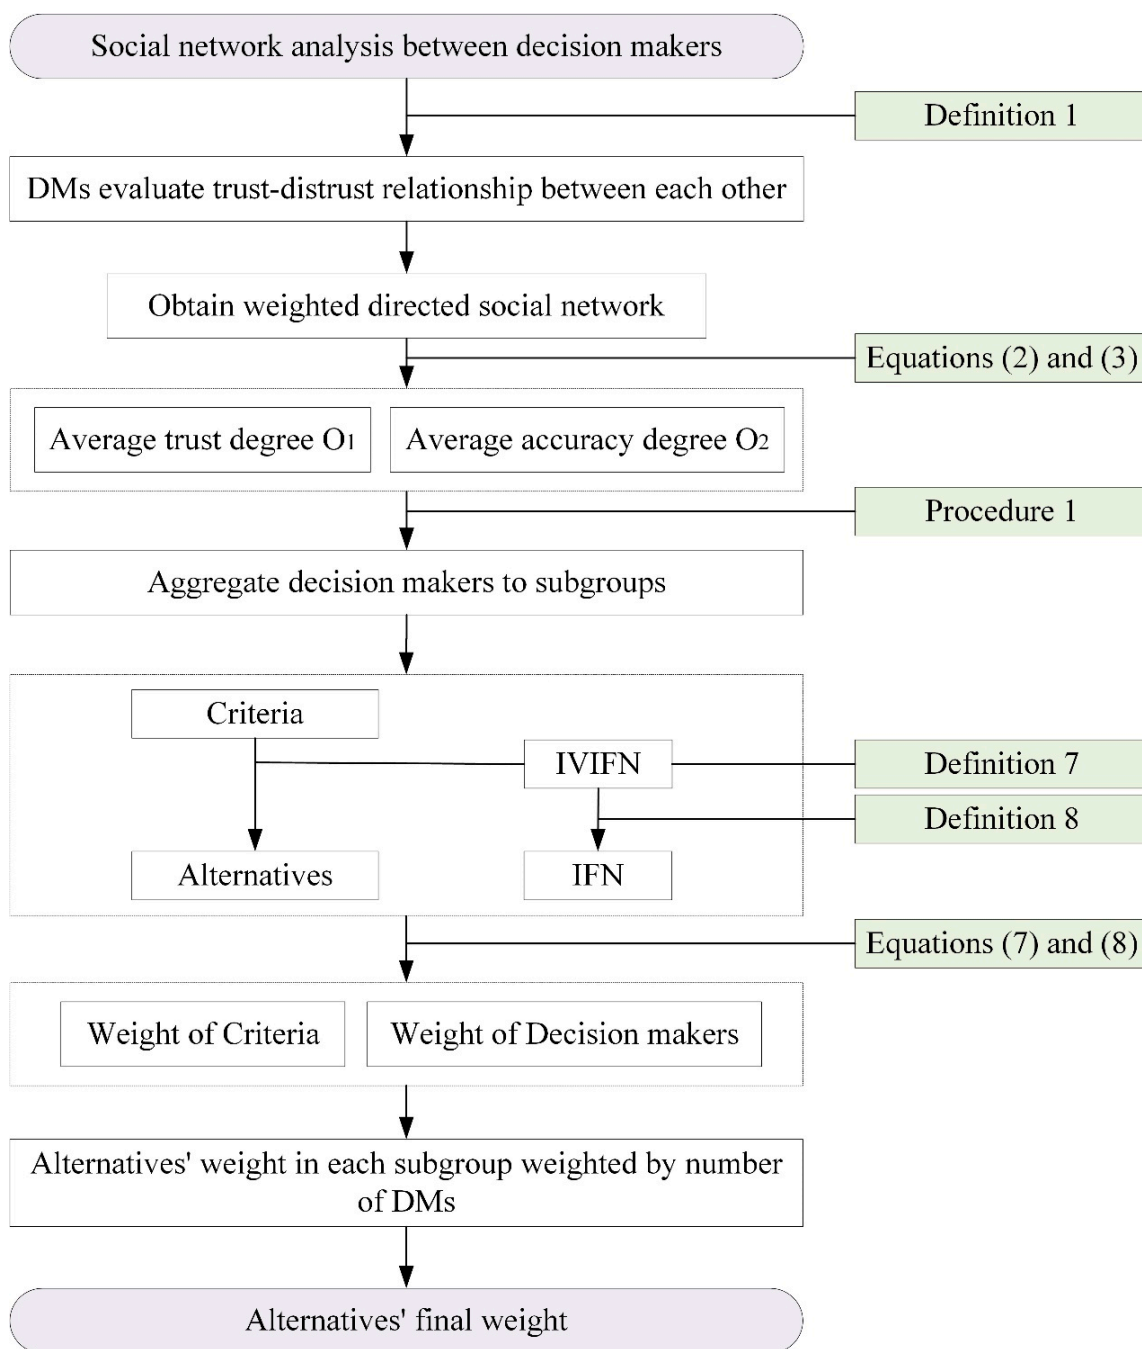 Social network analysis between decision makers
Definition 1
DMs evaluate trust-distrust relationship between each other
Obtain weighted directed social network
Equations (2) and (3)
Average trust degree O1
Average accuracy degree O2
Procedure 1
Aggregate decision makers to subgroups
Criteria
IVIFN
Definition 7
Definition 8
Alternatives
IFN
Equations (7) and (8)
Weight of Criteria
Weight of Decision makers
Alternatives' weight in each subgroup weighted by number
of DMs
Alternatives' final weight